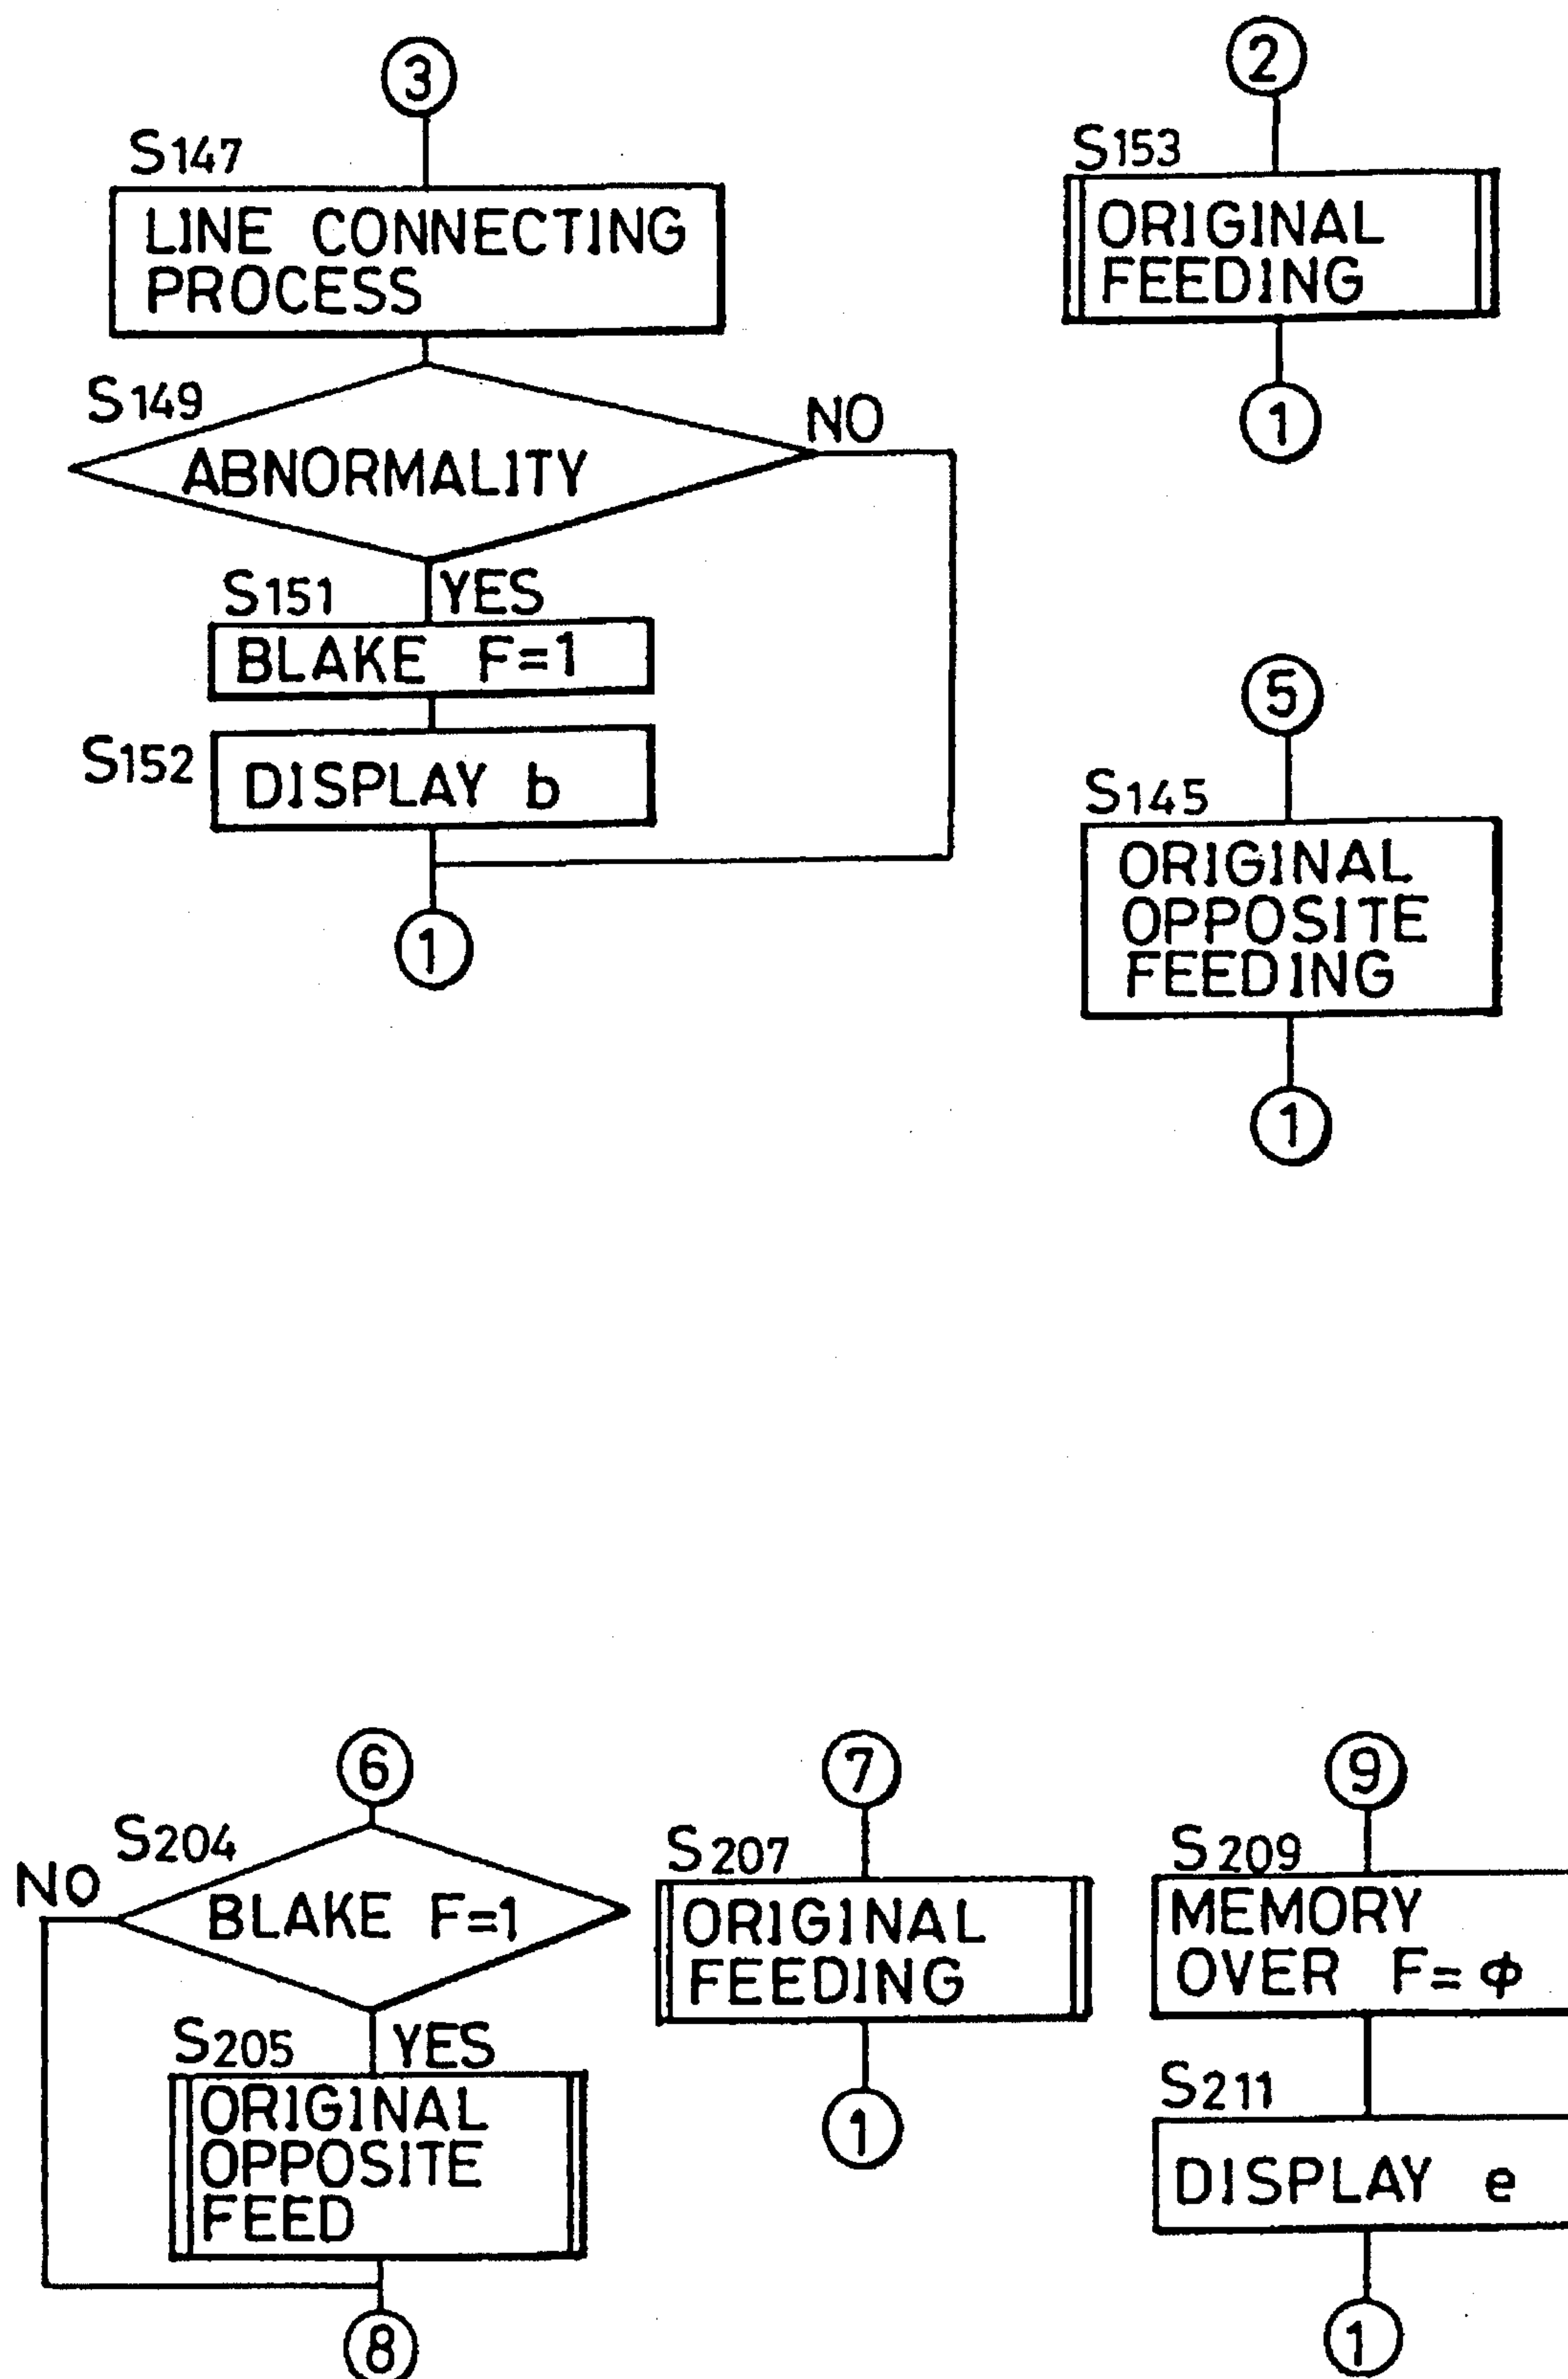 3
S147
LINE CONNECTING
PROCESS
S149
ABNORMALITY
NO
YES
S151
BLAKE F=1
S152
DISPLAY b
1
2
S153
ORIGINAL
FEEDING
1
5
S145
ORIGINAL
OPPOSITE
FEEDING
1
6
S204
NO
BLAKE F=1
YES
S205
ORIGINAL
OPPOSITE
FEED
8
7
S207
ORIGINAL
FEEDING
1
9
S209
MEMORY
OVER F=ϕ
S211
DISPLAY e
1